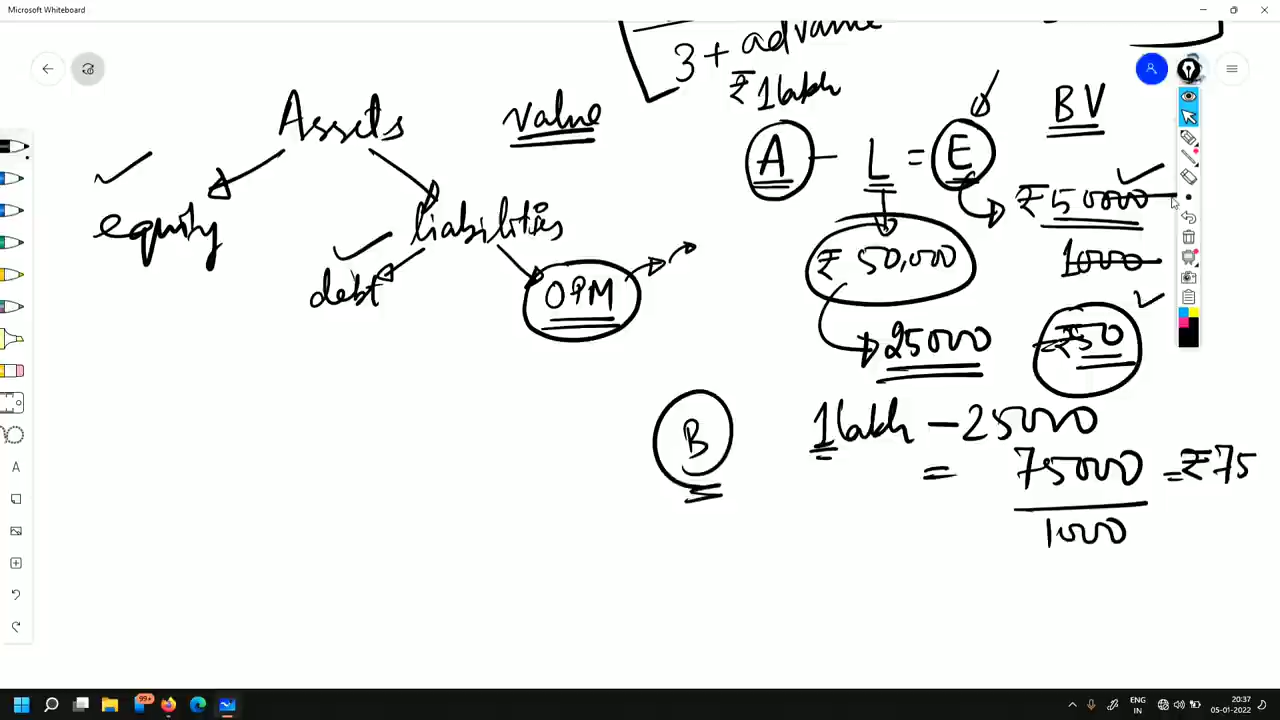 Microsoft Whiteboard
3 + advance
₹1lakh
Assets value
equity liabilities
debt OPM
A - L = E BV
₹50000
1000
₹ 50,000
25000 ₹50
B
1lakh - 25000
= 75000 = ₹75
1000
A
99+
ENG
IN
20:37
05-01-2022